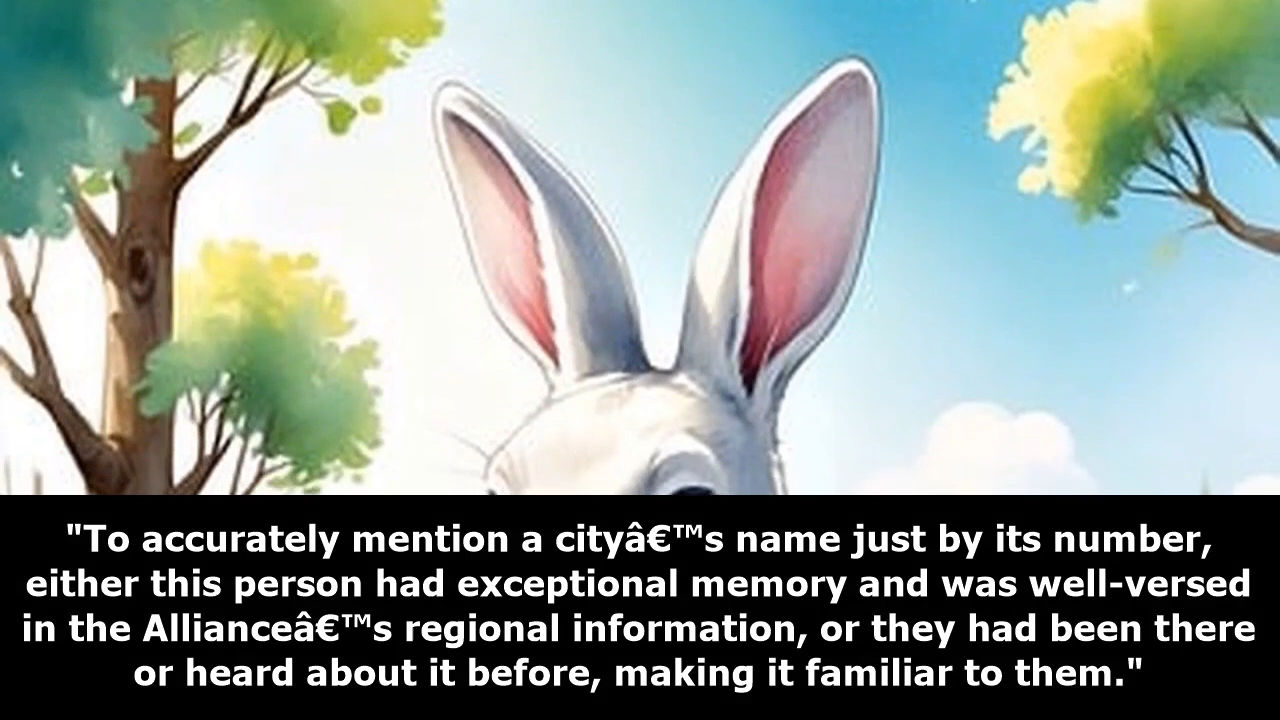 "To accurately mention a cityâ€™s name just by its number,
either this person had exceptional memory and was well-versed
in the Allianceâ€™s regional information, or they had been there
or heard about it before, making it familiar to them."